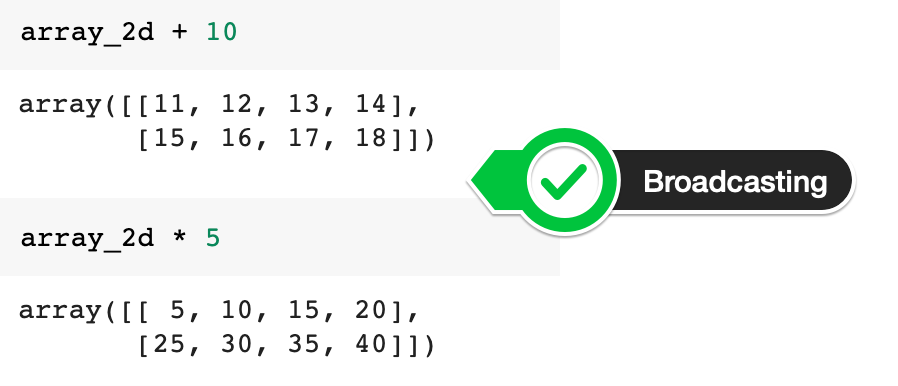 array_2d + 10
array([[11, 12, 13, 14],
       [15, 16, 17, 18]])
Broadcasting
array_2d * 5
array([[ 5, 10, 15, 20],
       [25, 30, 35, 40]])